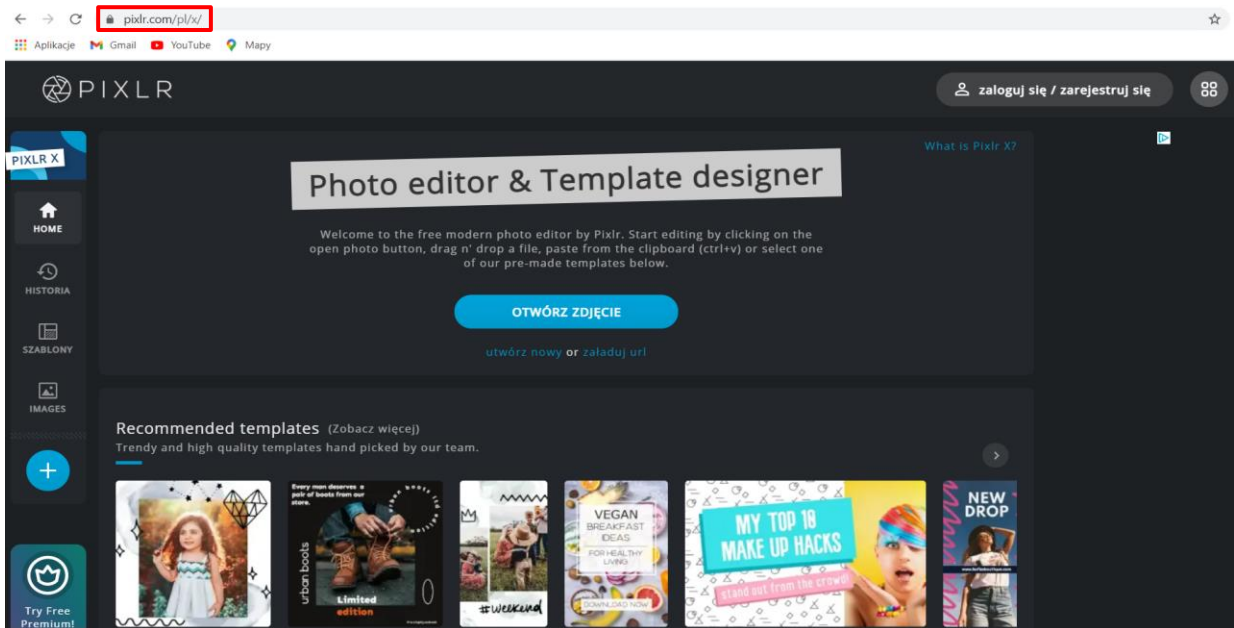 pixlr.com/pl/x/
Aplikacje Gmail YouTube Mapy
PIXLR
zaloguj się / zarejestruj się
PIXLR X
HOME
HISTORIA
SZABLONY
IMAGES
Try Free
Premium!
What is Pixlr X?
Photo editor & Template designer
Welcome to the free modern photo editor by Pixlr. Start editing by clicking on the
open photo button, drag n' drop a file, paste from the clipboard (ctrl+v) or select one
of our pre-made templates below.
OTWÓRZ ZDJĘCIE
utwórz nowy or załaduj url
Recommended templates (Zobacz więcej)
Trendy and high quality templates hand picked by our team.
Every man deserves a
pair of boots from our
store.
urban boots
Limited
edition
#weekend
VEGAN
BREAKFAST
IDEAS
FOR HEALTHY
LIVING
DOWNLOAD NOW
MY TOP 18
MAKE UP HACKS
stand out from the crowd!
NEW
DROP